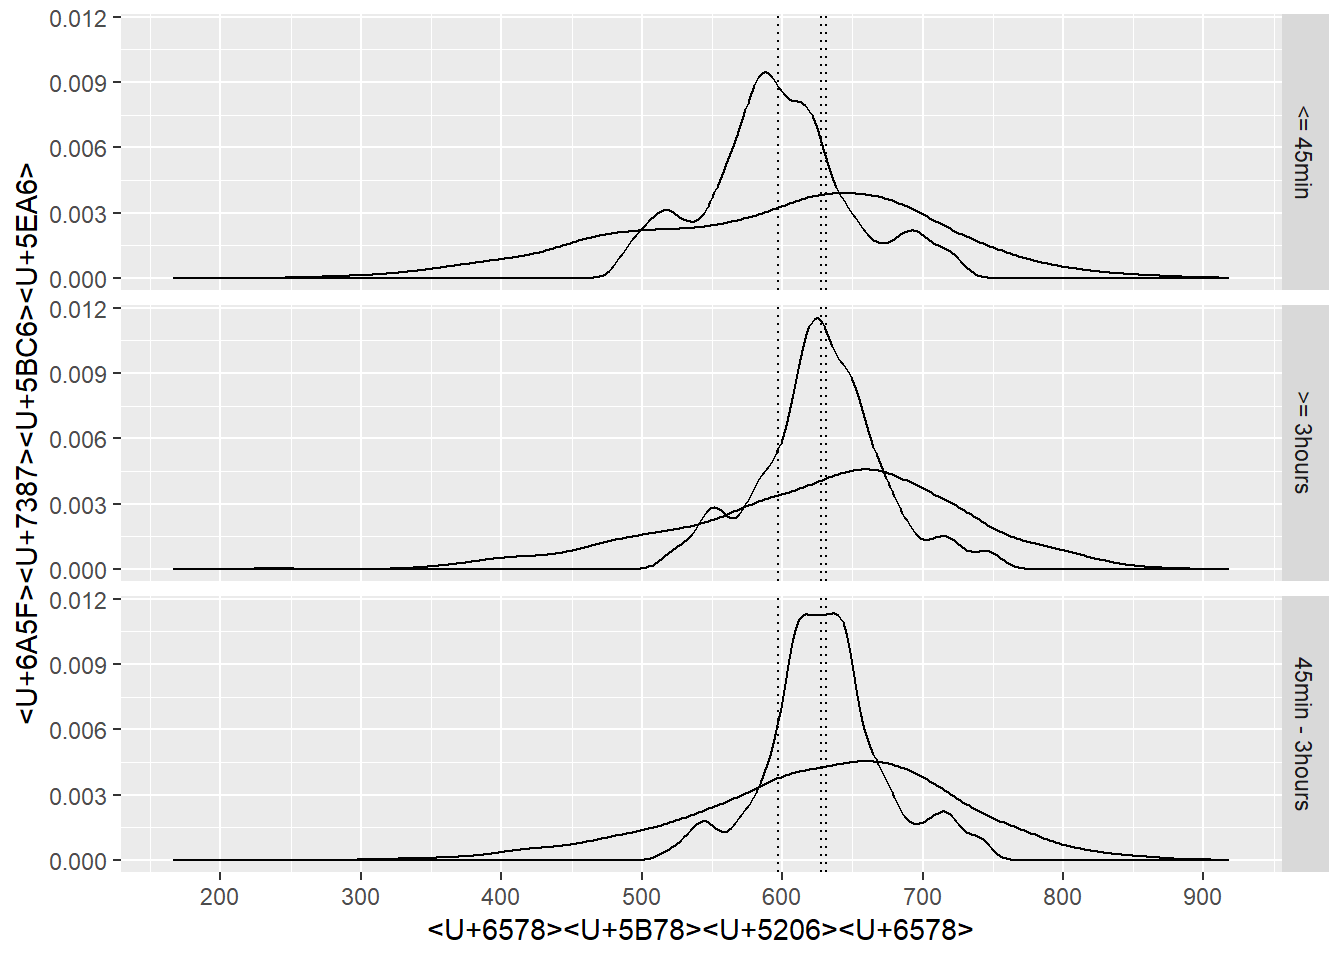 0.012
0.009
0.006
0.003
0.000
<= 45min
0.012
0.009
0.006
0.003
0.000
>= 3hours
0.012
0.009
0.006
0.003
0.000
45min - 3hours
<U+6A5F><U+7387><U+5BC6><U+5EA6>
200 300 400 500 600 700 800 900
<U+6578><U+5B78><U+5206><U+6578>